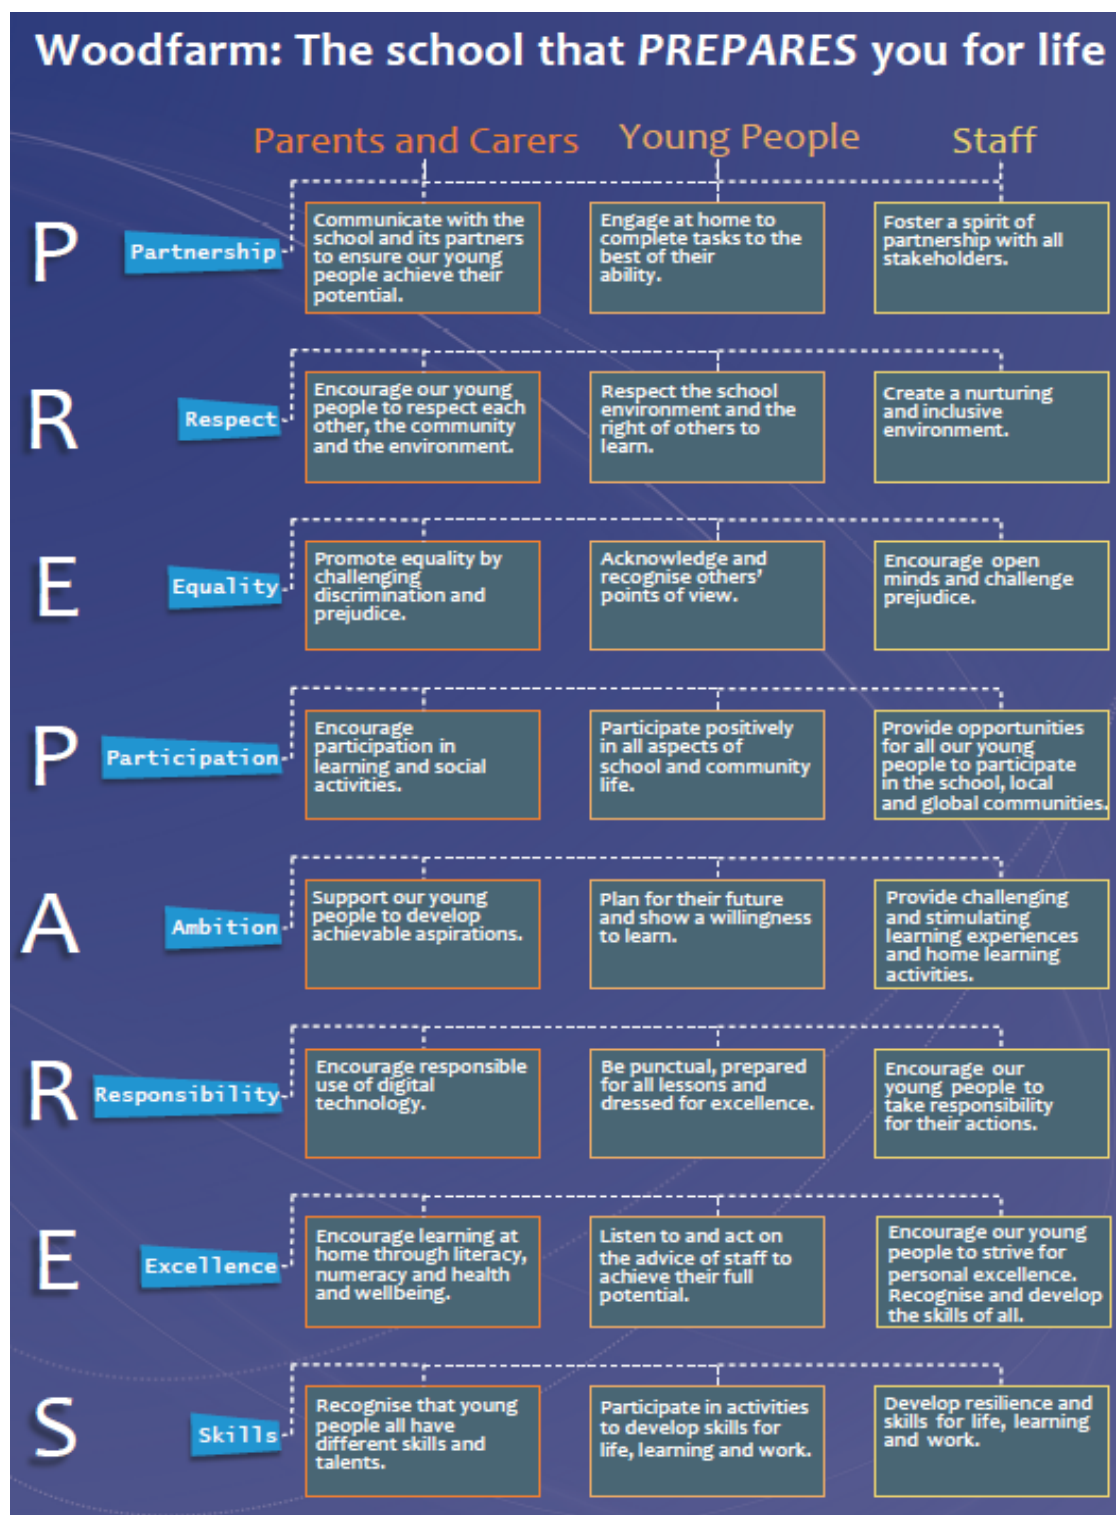 Woodfarm: The school that PREPARES you for life
Parents and Carers
Young People
Staff
P
Partnership
Communicate with the
school and its partners
to ensure our young
people achieve their
potential.
Engage at home to
complete tasks to the
best of their
ability.
Foster a spirit of
partnership with all
stakeholders.
R
Respect
Encourage our young
people to respect each
other, the community
and the environment.
Respect the school
environment and the
right of others to
learn.
Create a nurturing
and inclusive
environment.
E
Equality
Promote equality by
challenging
discrimination and
prejudice.
Acknowledge and
recognise others'
points of view.
Encourage open
minds and challenge
prejudice.
P
Participation
Encourage
participation in
learning and social
activities.
Participate positively
in all aspects of
school and community
life.
Provide opportunities
for all our young
people to participate
in the school, local
and global communities.
A
Ambition
Support our young
people to develop
achievable aspirations.
Plan for their future
and show a willingness
to learn.
Provide challenging
and stimulating
learning experiences
and home learning
activities.
R
Responsibility
Encourage responsible
use of digital
technology.
Be punctual, prepared
for all lessons and
dressed for excellence.
Encourage our
young people to
take responsibility
for their actions.
E
Excellence
Encourage learning at
home through literacy,
numeracy and health
and wellbeing.
Listen to and act on
the advice of staff to
achieve their full
potential.
Encourage our young
people to strive for
personal excellence.
Recognise and develop
the skills of all.
S
Skills
Recognise that young
people all have
different skills and
talents.
Participate in activities
to develop skills for
life, learning and work.
Develop resilience and
skills for life, learning
and work.